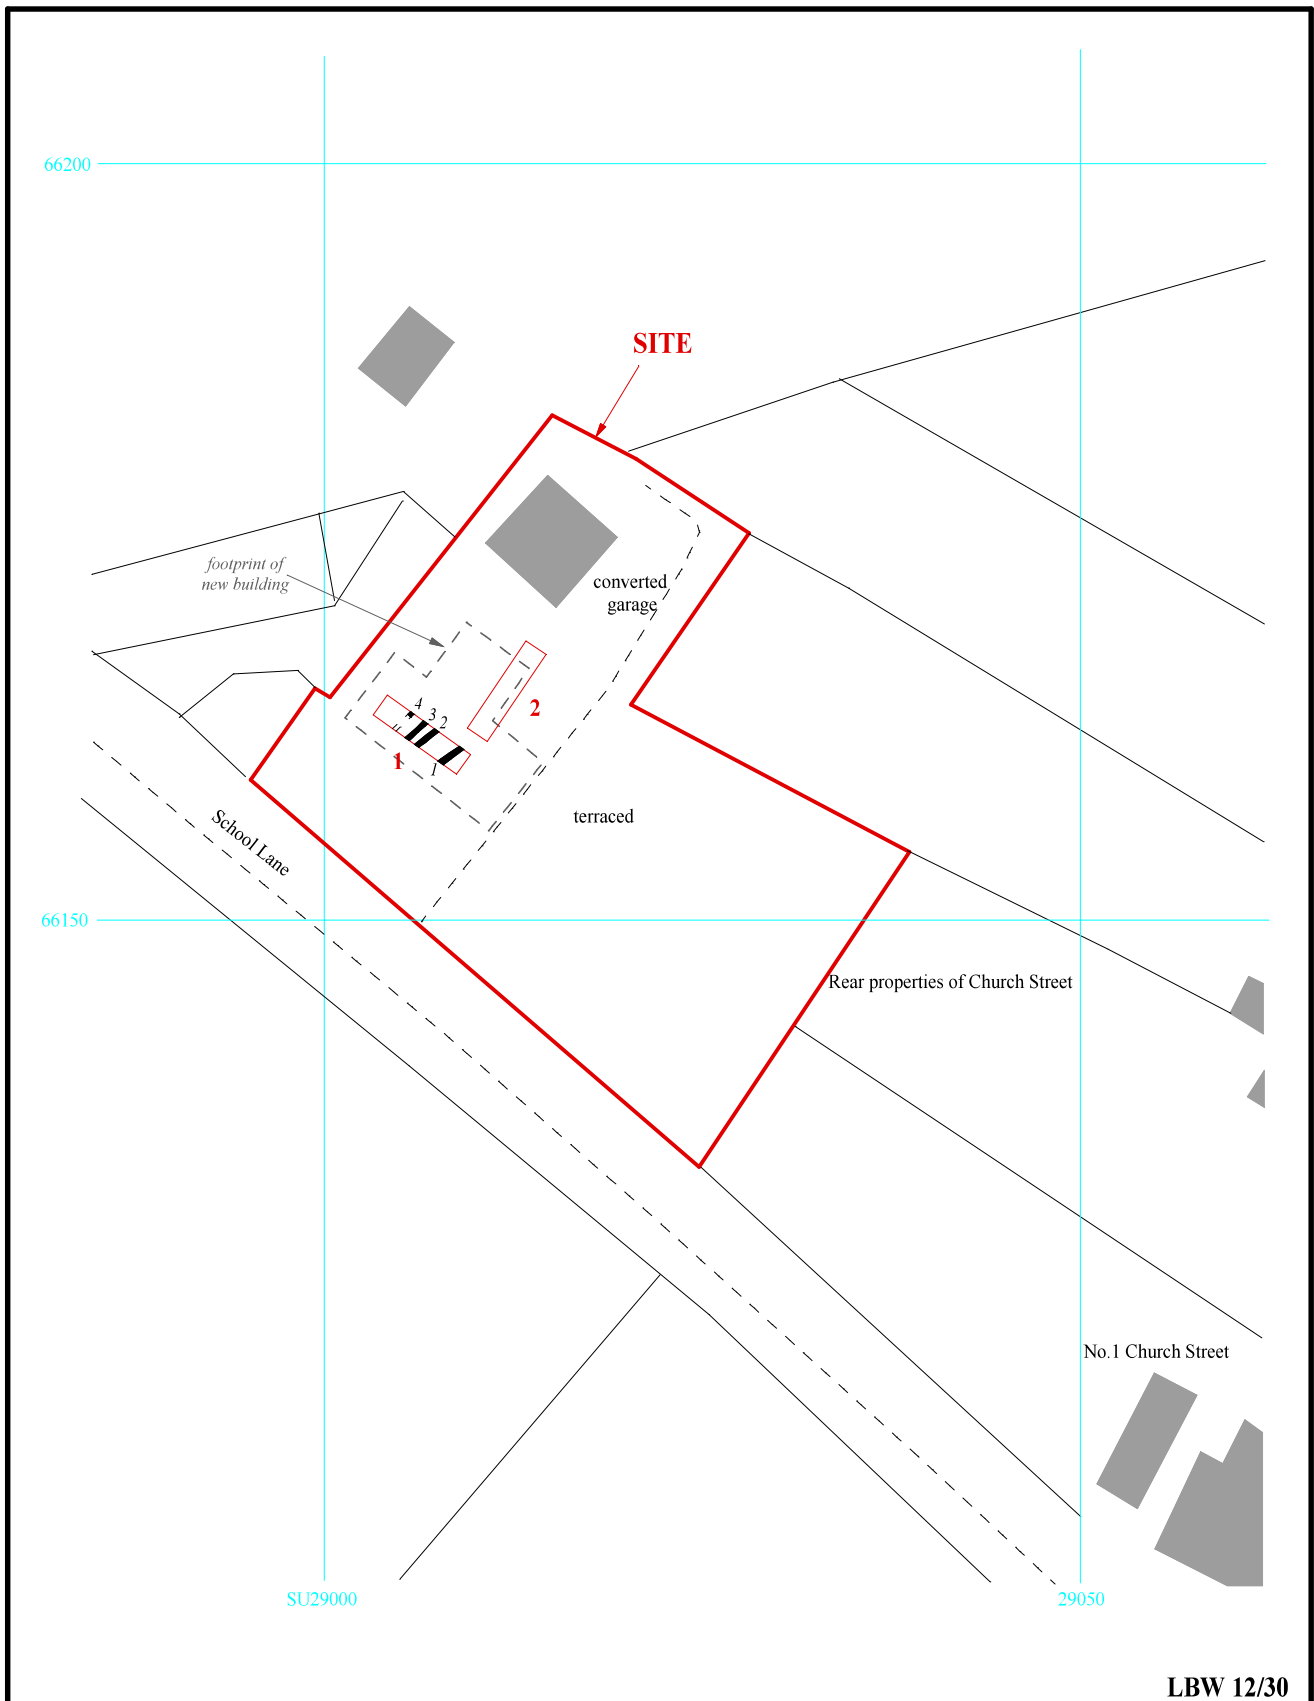 66200
SITE
footprint of
new building
converted
garage
4
3
2
2
1
1
terraced
School Lane
66150
Rear properties of Church Street
No.1 Church Street
SU29000
29050
LBW 12/30